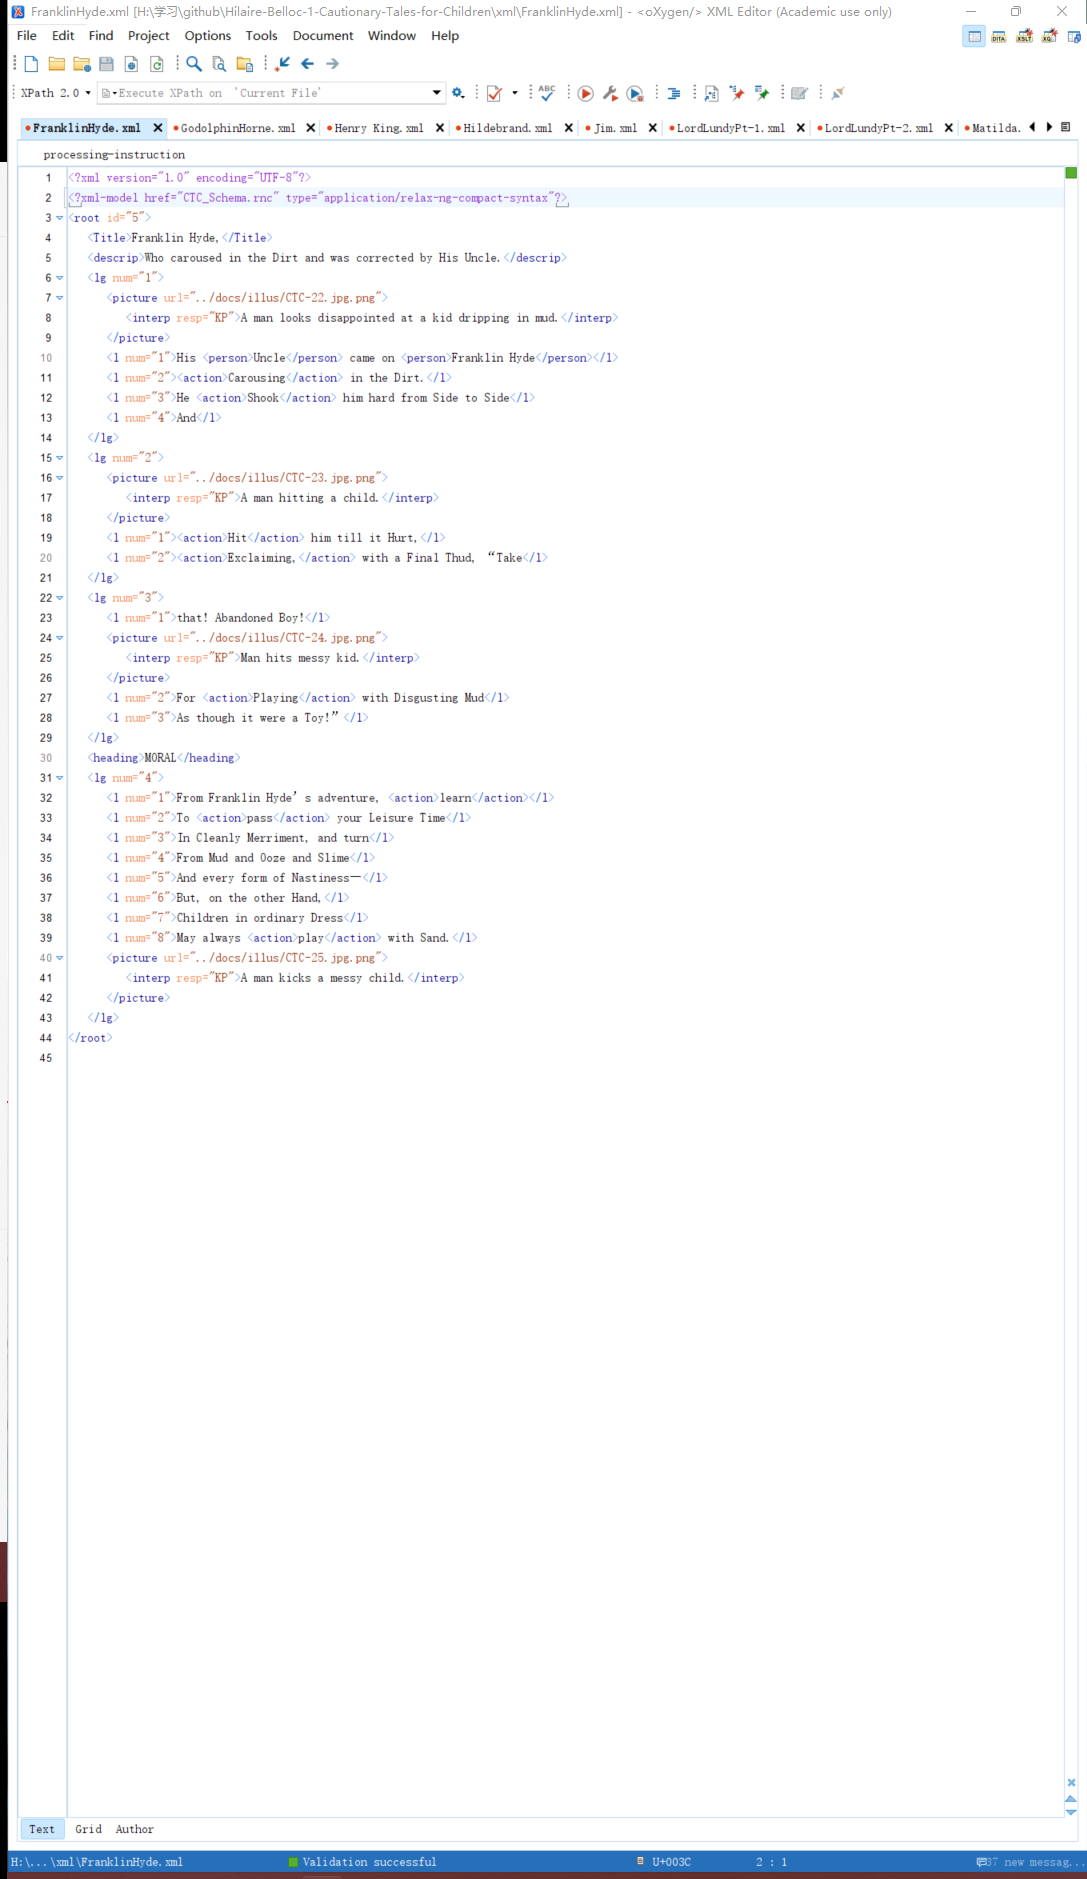 FranklinHyde.xml [H:\学习\github\Hilaire-Belloc-1-Cautionary-Tales-for-Children\xml\FranklinHyde.xml] - <oXygen/> XML Editor (Academic use only)
File Edit Find Project Options Tools Document Window Help
XPath 2.0 Execute XPath on 'Current File'
FranklinHyde.xml GodolphinHorne.xml Henry King.xml Hildebrand.xml Jim.xml LordLundyPt-1.xml LordLundyPt-2.xml Matilda.
processing-instruction
1 <?xml version="1.0" encoding="UTF-8"?>
2 <?xml-model href="CTC_Schema.rnc" type="application/relax-ng-compact-syntax"?>
3 <root id="5">
4 <Title>Franklin Hyde,</Title>
5 <descrip>Who caroused in the Dirt and was corrected by His Uncle.</descrip>
6 <lg num="1">
7 <picture url="../docs/illus/CTC-22.jpg.png">
8 <interp resp="KP">A man looks disappointed at a kid dripping in mud.</interp>
9 </picture>
10 <l num="1">His <person>Uncle</person> came on <person>Franklin Hyde</person></l>
11 <l num="2"><action>Carousing</action> in the Dirt.</l>
12 <l num="3">He <action>Shook</action> him hard from Side to Side</l>
13 <l num="4">And</l>
14 </lg>
15 <lg num="2">
16 <picture url="../docs/illus/CTC-23.jpg.png">
17 <interp resp="KP">A man hitting a child.</interp>
18 </picture>
19 <l num="1"><action>Hit</action> him till it Hurt,</l>
20 <l num="2"><action>Exclaiming,</action> with a Final Thud, “Take</l>
21 </lg>
22 <lg num="3">
23 <l num="1">that! Abandoned Boy!</l>
24 <picture url="../docs/illus/CTC-24.jpg.png">
25 <interp resp="KP">Man hits messy kid.</interp>
26 </picture>
27 <l num="2">For <action>Playing</action> with Disgusting Mud</l>
28 <l num="3">As though it were a Toy!”</l>
29 </lg>
30 <heading>MORAL</heading>
31 <lg num="4">
32 <l num="1">From Franklin Hyde’s adventure, <action>learn</action></l>
33 <l num="2">To <action>pass</action> your Leisure Time</l>
34 <l num="3">In Cleanly Merriment, and turn</l>
35 <l num="4">From Mud and Ooze and Slime</l>
36 <l num="5">And every form of Nastiness—</l>
37 <l num="6">But, on the other Hand,</l>
38 <l num="7">Children in ordinary Dress</l>
39 <l num="8">May always <action>play</action> with Sand.</l>
40 <picture url="../docs/illus/CTC-25.jpg.png">
41 <interp resp="KP">A man kicks a messy child.</interp>
42 </picture>
43 </lg>
44 </root>
45
Text Grid Author
H:\...\xml\FranklinHyde.xml Validation successful U+003C 2 : 1 37 new messag...